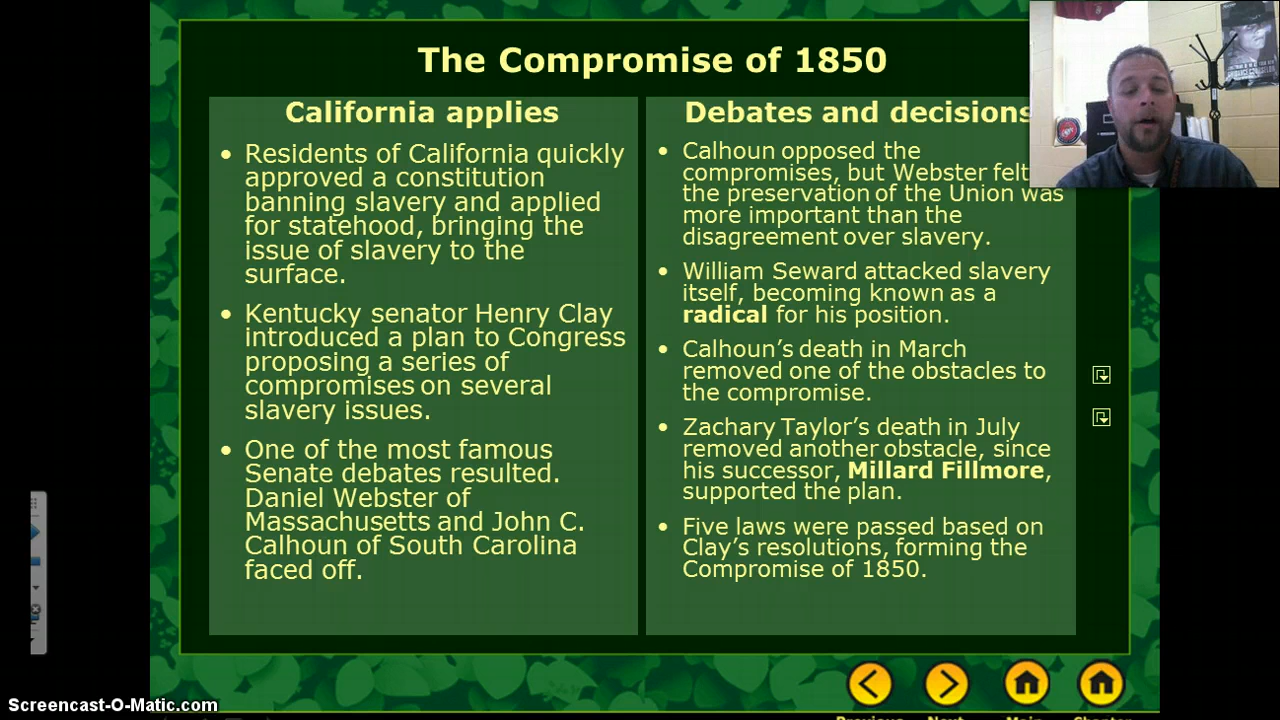 The Compromise of 1850
California applies
• Residents of California quickly
approved a constitution
banning slavery and applied
for statehood, bringing the
issue of slavery to the
surface.
• Kentucky senator Henry Clay
introduced a plan to Congress
proposing a series of
compromises on several
slavery issues.
• One of the most famous
Senate debates resulted.
Daniel Webster of
Massachusetts and John C.
Calhoun of South Carolina
faced off.
Debates and decisions
• Calhoun opposed the
compromises, but Webster felt
the preservation of the Union was
more important than the
disagreement over slavery.
• William Seward attacked slavery
itself, becoming known as a
radical for his position.
• Calhoun's death in March
removed one of the obstacles to
the compromise.
• Zachary Taylor's death in July
removed another obstacle, since
his successor, Millard Fillmore,
supported the plan.
• Five laws were passed based on
Clay's resolutions, forming the
Compromise of 1850.
Screencast-O-Matic.com